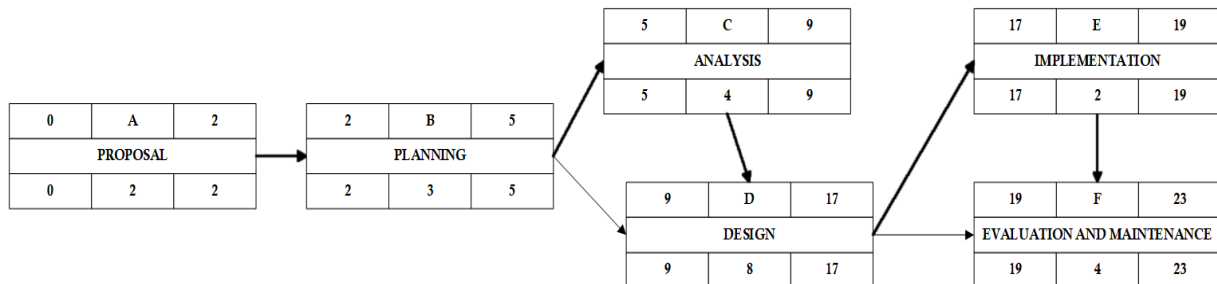 0 A 2
PROPOSAL
0 2 2
2 B 5
PLANNING
2 3 5
5 C 9
ANALYSIS
5 4 9
9 D 17
DESIGN
9 8 17
17 E 19
IMPLEMENTATION
17 2 19
19 F 23
EVALUATION AND MAINTENANCE
19 4 23